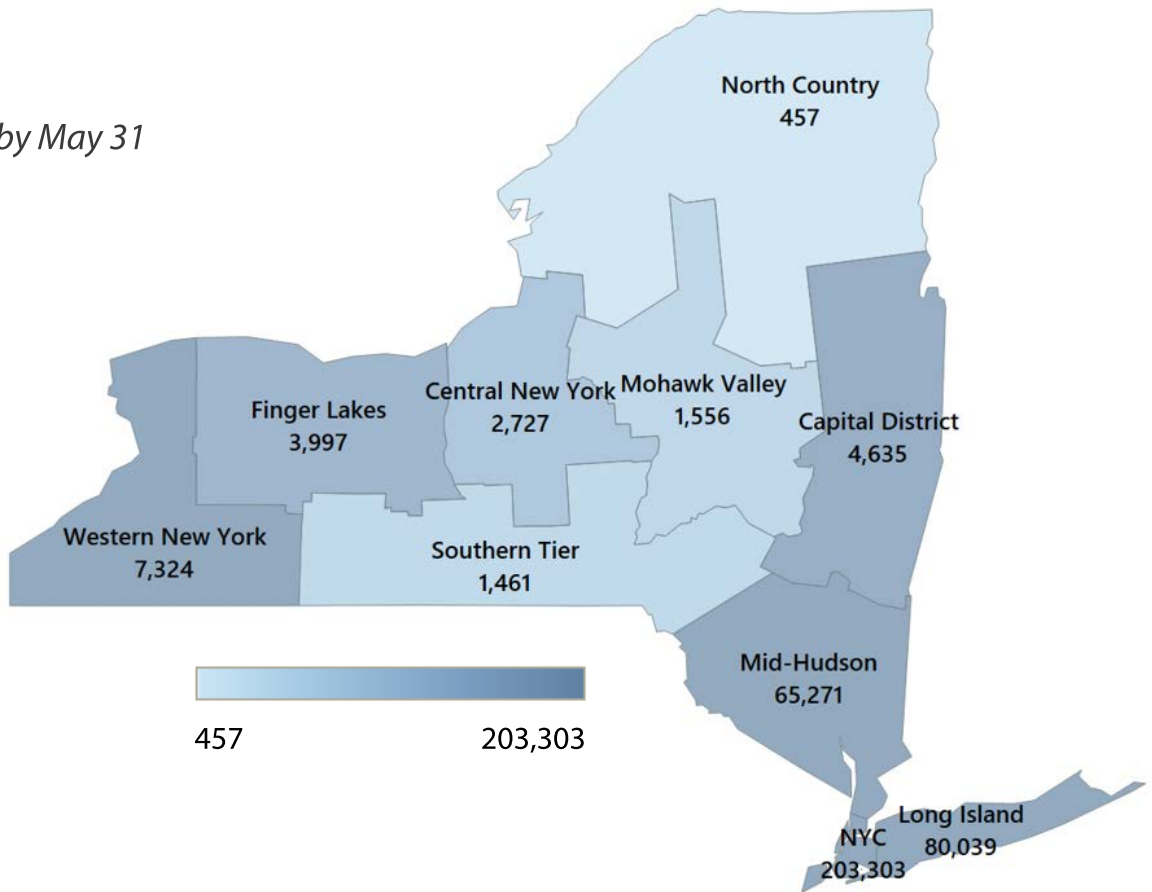 by May 31
North Country
457
Central New York
2,727
Mohawk Valley
1,556
Finger Lakes
3,997
Capital District
4,635
Western New York
7,324
Southern Tier
1,461
Mid-Hudson
65,271
457
203,303
Long Island
80,039
NYC
203,303